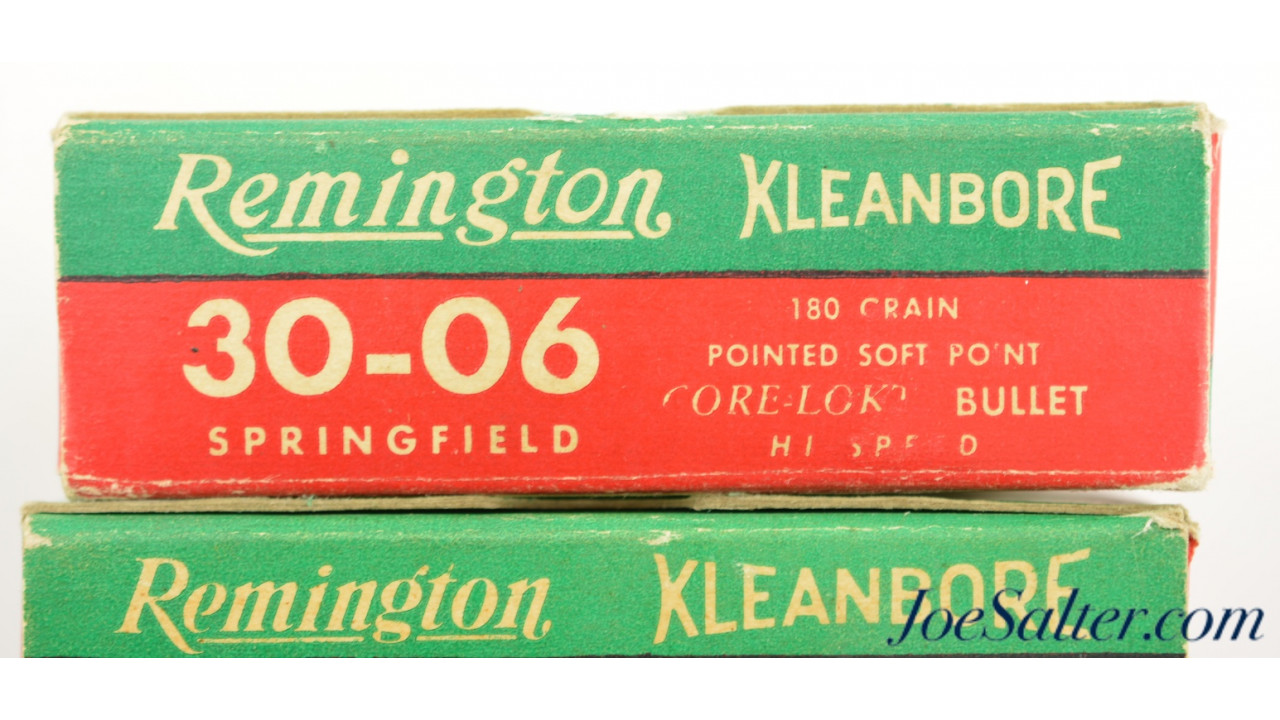 Remington KLEANBORE
30-06
SPRINGFIELD
180 GRAIN
POINTED SOFT POINT
CORE-LOKT BULLET
HI SPEED
Remington KLEANBORE
JoeSalter.com